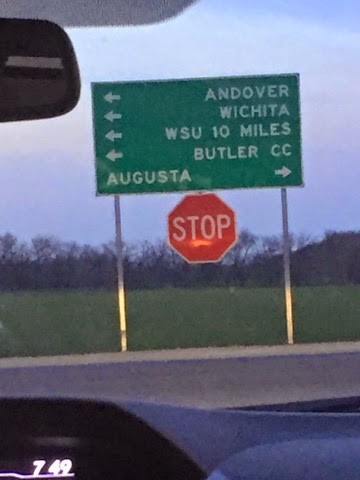 ANDOVER
WICHITA
WSU 10 MILES
BUTLER CC
AUGUSTA
STOP
7 49